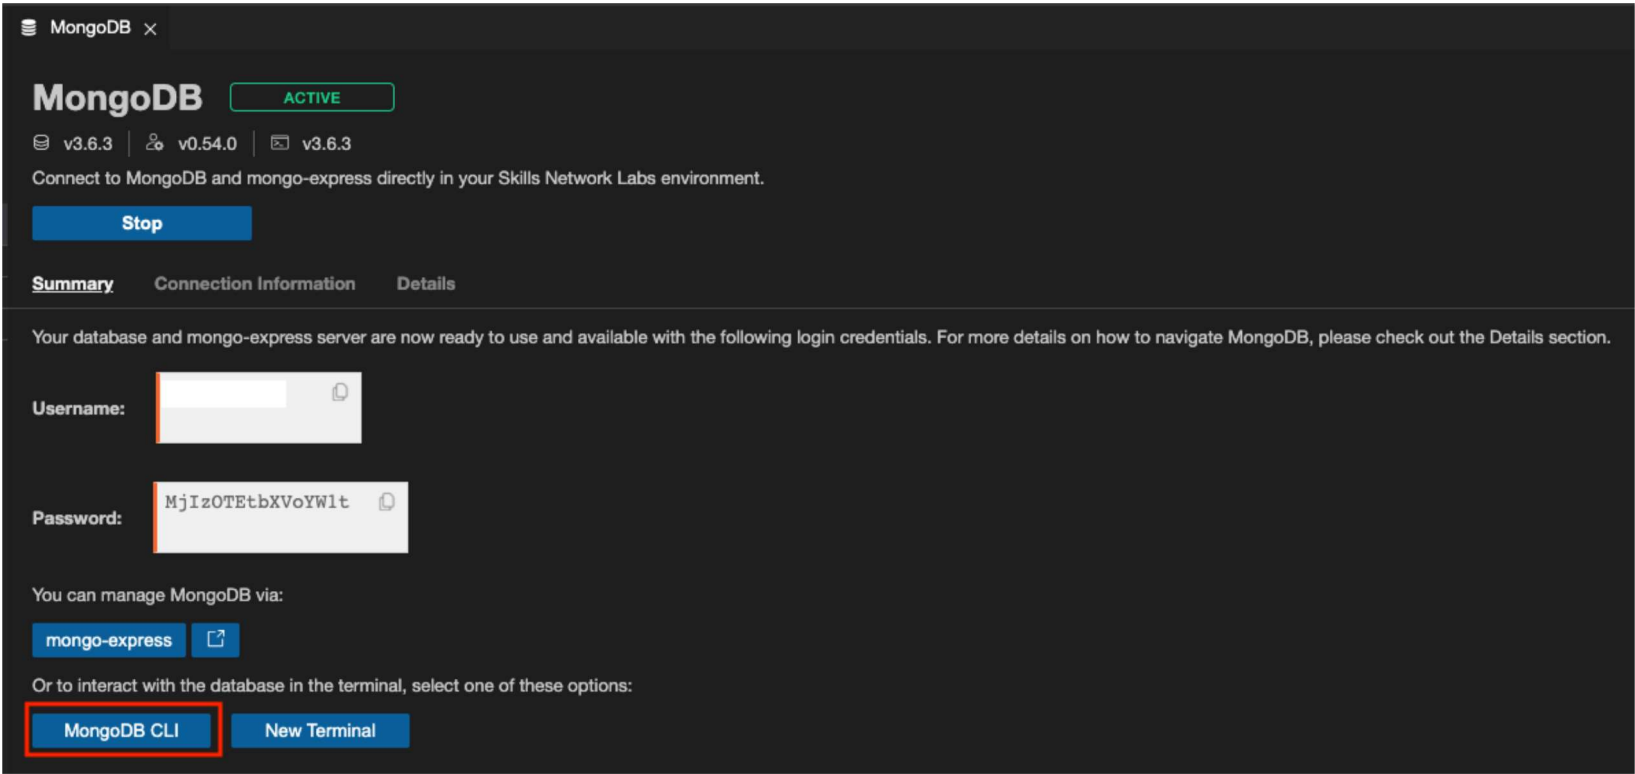 MongoDB
MongoDB ACTIVE
v3.6.3 v0.54.0 v3.6.3
Connect to MongoDB and mongo-express directly in your Skills Network Labs environment.
Stop
Summary Connection Information Details
Your database and mongo-express server are now ready to use and available with the following login credentials. For more details on how to navigate MongoDB, please check out the Details section.
Username:
Password: MjIzOTEtbXVoYW1t
You can manage MongoDB via:
mongo-express
Or to interact with the database in the terminal, select one of these options:
MongoDB CLI New Terminal